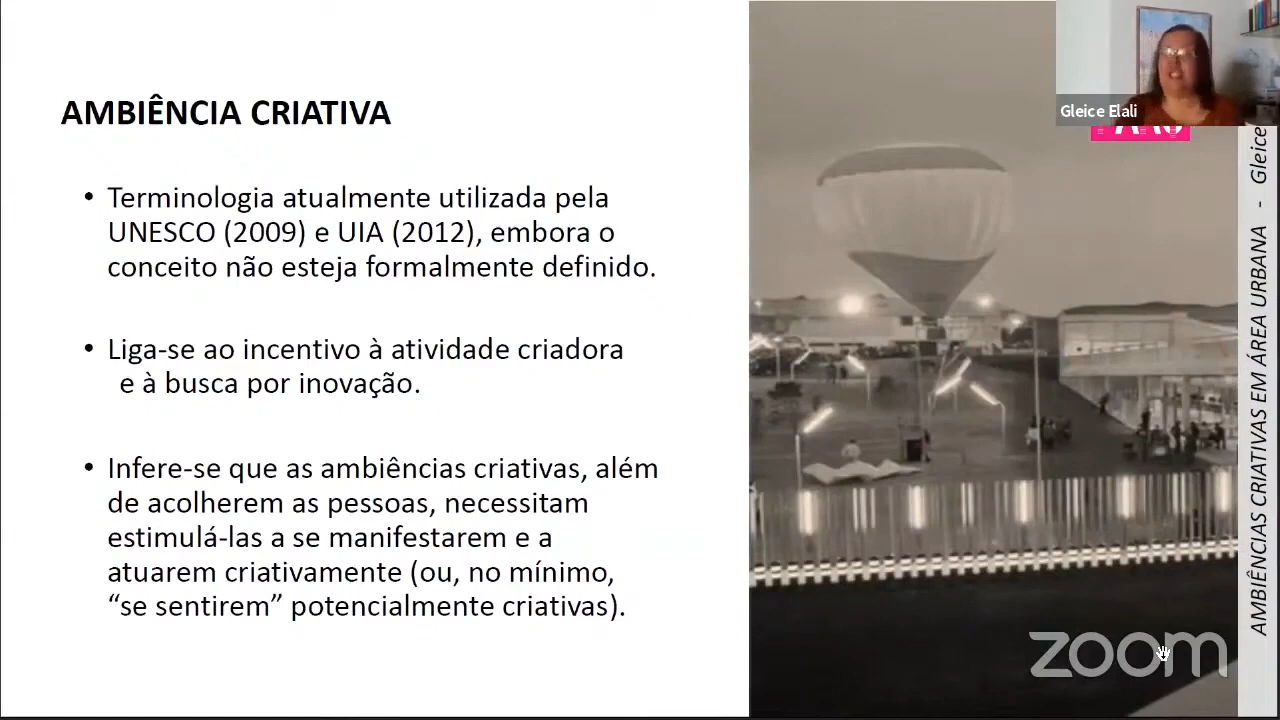 AMBIÊNCIA CRIATIVA
• Terminologia atualmente utilizada pela
UNESCO (2009) e UIA (2012), embora o
conceito não esteja formalmente definido.
• Liga-se ao incentivo à atividade criadora
e à busca por inovação.
• Infere-se que as ambiências criativas, além
de acolherem as pessoas, necessitam
estimulá-las a se manifestarem e a
atuarem criativamente (ou, no mínimo,
“se sentirem” potencialmente criativas).
Gleice Elali
AMBIÊNCIAS CRIATIVAS EM ÁREA URBANA - Gleice
zoom